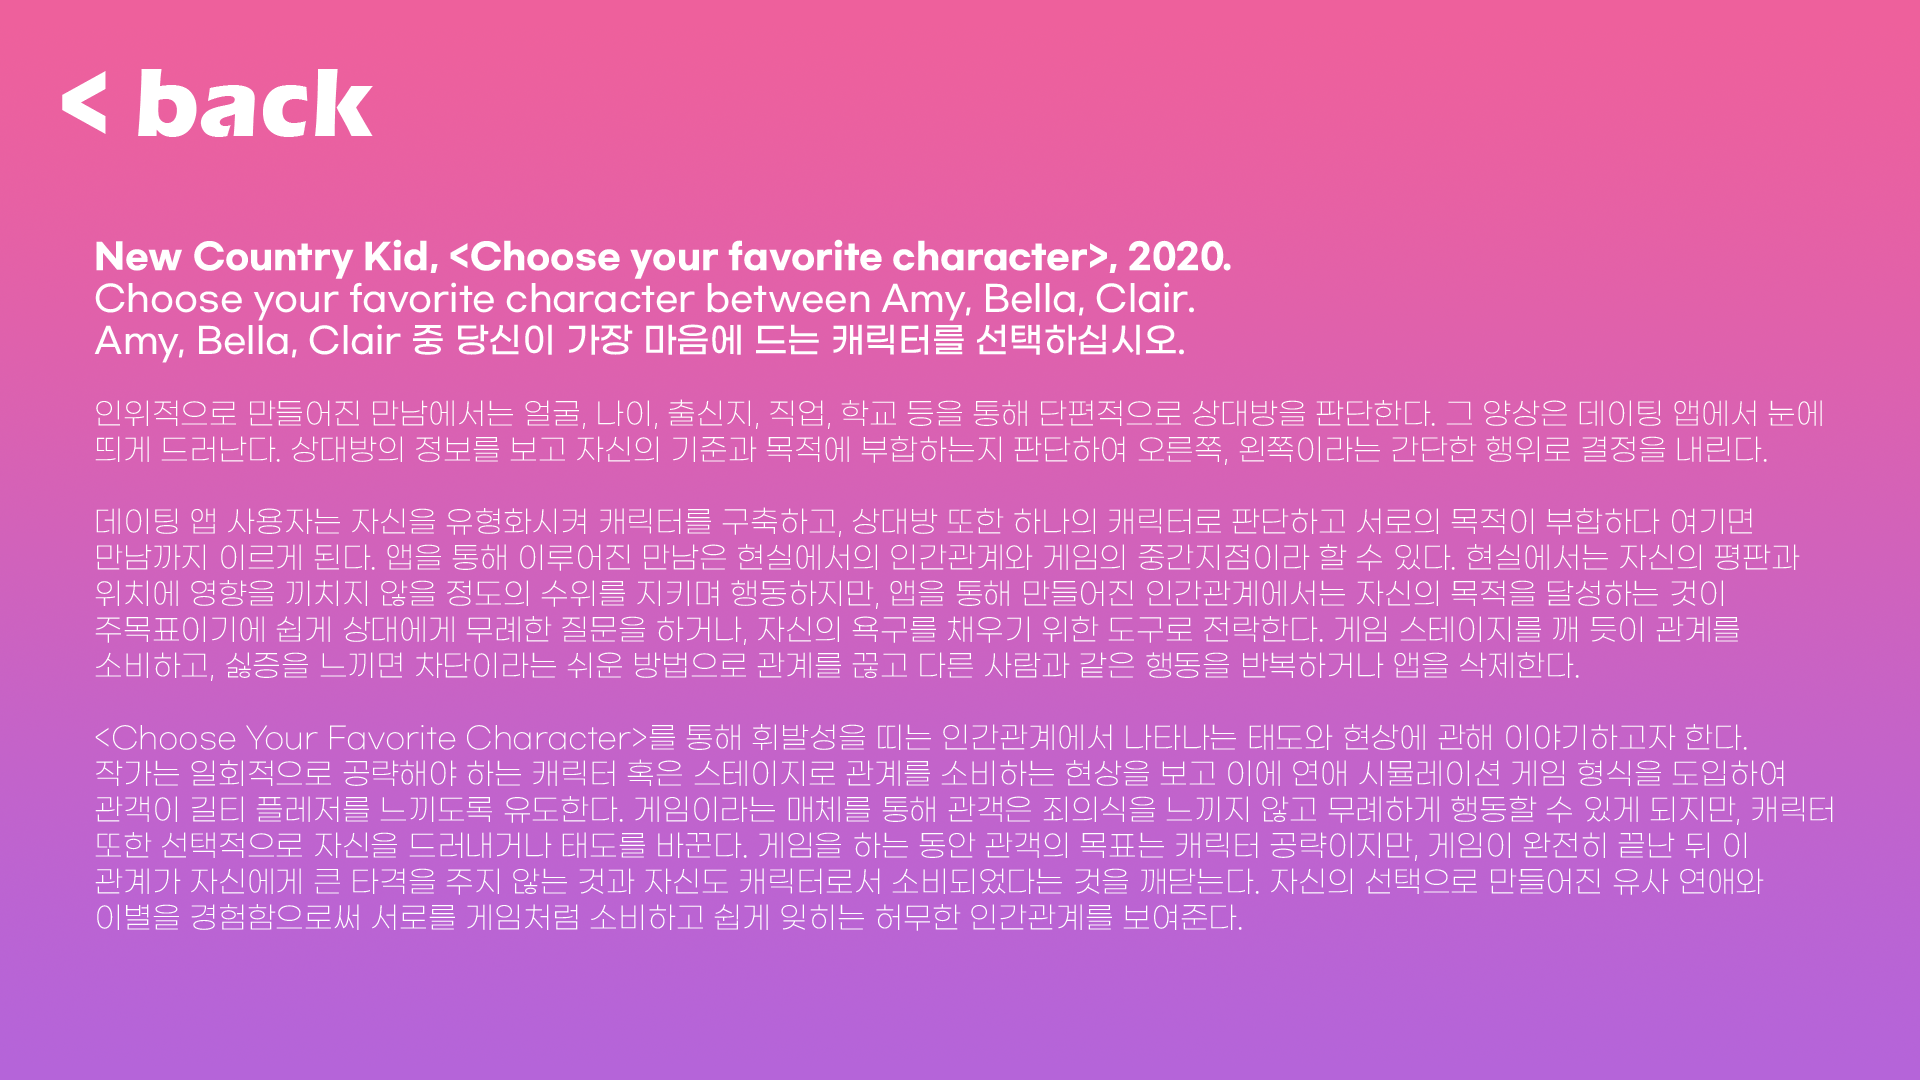 < back
New Country Kid, <Choose your favorite character>, 2020.
Choose your favorite character between Amy, Bella, Clair.
Amy, Bella, Clair 중 당신이 가장 마음에 드는 캐릭터를 선택하십시오.
인위적으로 만들어진 만남에서는 얼굴, 나이, 출신지, 직업, 학교 등을 통해 단편적으로 상대방을 판단한다. 그 양상은 데이팅 앱에서 눈에
띄게 드러난다. 상대방의 정보를 보고 자신의 기준과 목적에 부합하는지 판단하여 오른쪽, 왼쪽이라는 간단한 행위로 결정을 내린다.
데이팅 앱 사용자는 자신을 유형화시켜 캐릭터를 구축하고, 상대방 또한 하나의 캐릭터로 판단하고 서로의 목적이 부합하다 여기면
만남까지 이르게 된다. 앱을 통해 이루어진 만남은 현실에서의 인간관계와 게임의 중간지점이라 할 수 있다. 현실에서는 자신의 평판과
위치에 영향을 끼치지 않을 정도의 수위를 지키며 행동하지만, 앱을 통해 만들어진 인간관계에서는 자신의 목적을 달성하는 것이
주목표이기에 쉽게 상대에게 무례한 질문을 하거나, 자신의 욕구를 채우기 위한 도구로 전락한다. 게임 스테이지를 깨 듯이 관계를
소비하고, 싫증을 느끼면 차단이라는 쉬운 방법으로 관계를 끊고 다른 사람과 같은 행동을 반복하거나 앱을 삭제한다.
<Choose Your Favorite Character>를 통해 휘발성을 띠는 인간관계에서 나타나는 태도와 현상에 관해 이야기하고자 한다.
작가는 일회적으로 공략해야 하는 캐릭터 혹은 스테이지로 관계를 소비하는 현상을 보고 이에 연애 시뮬레이션 게임 형식을 도입하여
관객이 길티 플레저를 느끼도록 유도한다. 게임이라는 매체를 통해 관객은 죄의식을 느끼지 않고 무례하게 행동할 수 있게 되지만, 캐릭터
또한 선택적으로 자신을 드러내거나 태도를 바꾼다. 게임을 하는 동안 관객의 목표는 캐릭터 공략이지만, 게임이 완전히 끝난 뒤 이
관계가 자신에게 큰 타격을 주지 않는 것과 자신도 캐릭터로서 소비되었다는 것을 깨닫는다. 자신의 선택으로 만들어진 유사 연애와
이별을 경험함으로써 서로를 게임처럼 소비하고 쉽게 잊히는 허무한 인간관계를 보여준다.